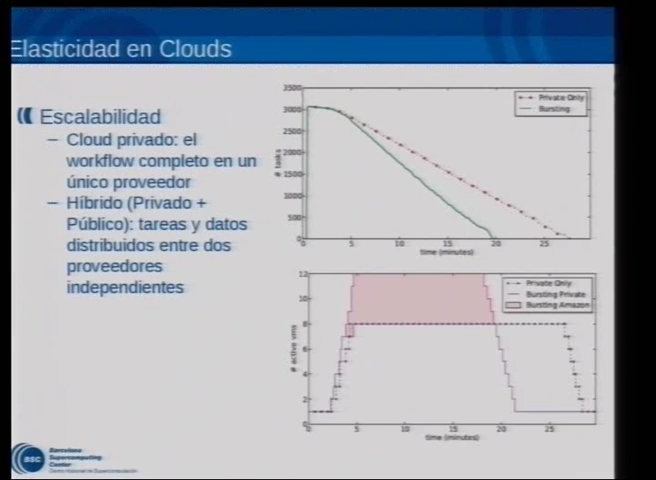 Elasticidad en Clouds
Escalabilidad
– Cloud privado: el
workflow completo en un
único proveedor
– Híbrido (Privado +
Público): tareas y datos
distribuidos entre dos
proveedores
independientes
3500
3000
2500
2000
1500
1000
500
0
# tasks
Private Only
Bursting
0 5 10 15 20 25
time (minutes)
12
10
8
6
4
2
0
# active vms
Private Only
Bursting Private
Bursting Amazon
0 5 10 15 20 25
time (minutes)
BSC
Barcelona
Supercomputing
Center
Centro Nacional de Supercomputación